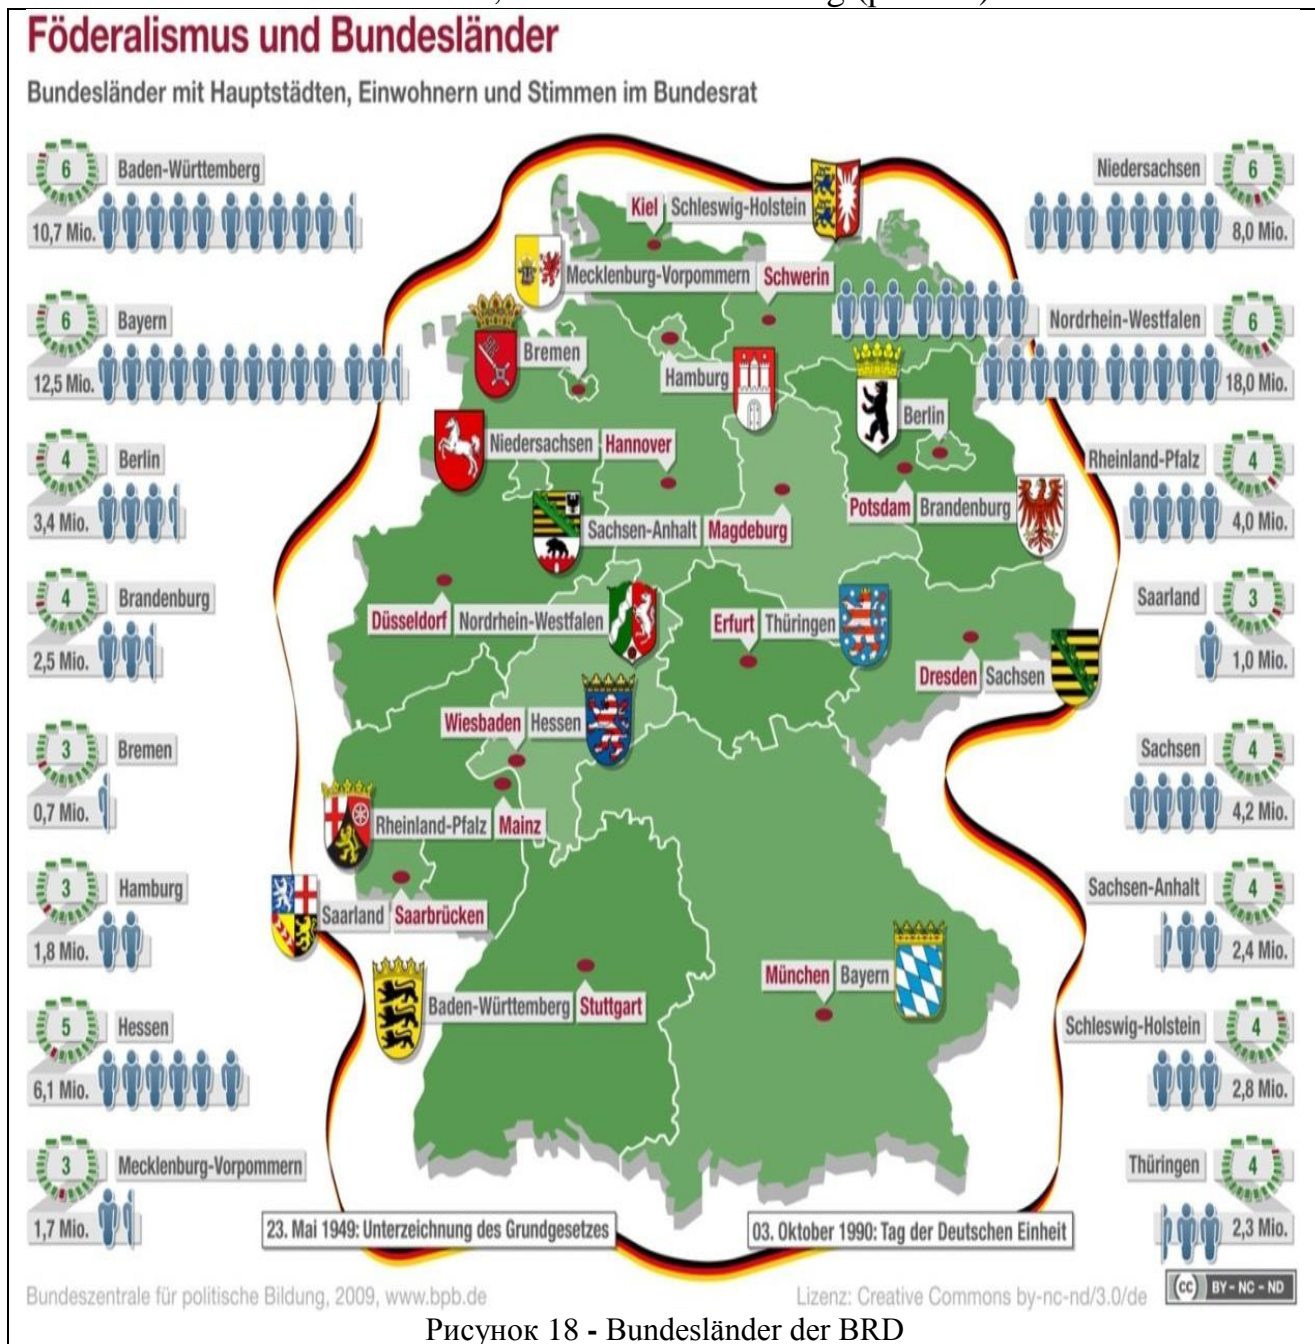 Föderalismus und Bundesländer
Bundesländer mit Hauptstädten, Einwohnern und Stimmen im Bundesrat
6 Baden-Württemberg
10,7 Mio.
6 Bayern
12,5 Mio.
4 Berlin
3,4 Mio.
4 Brandenburg
2,5 Mio.
3 Bremen
0,7 Mio.
3 Hamburg
1,8 Mio.
5 Hessen
6,1 Mio.
3 Mecklenburg-Vorpommern
1,7 Mio.
Kiel Schleswig-Holstein
Mecklenburg-Vorpommern Schwerin
Bremen
Hamburg
Berlin
Niedersachsen Hannover
Potsdam Brandenburg
Sachsen-Anhalt Magdeburg
Düsseldorf Nordrhein-Westfalen
Erfurt Thüringen
Dresden Sachsen
Wiesbaden Hessen
Rheinland-Pfalz Mainz
Saarland Saarbrücken
München Bayern
Baden-Württemberg Stuttgart
Niedersachsen 6
8,0 Mio.
Nordrhein-Westfalen 6
18,0 Mio.
Rheinland-Pfalz 4
4,0 Mio.
Saarland 3
1,0 Mio.
Sachsen 4
4,2 Mio.
Sachsen-Anhalt 4
2,4 Mio.
Schleswig-Holstein 4
2,8 Mio.
Thüringen 4
2,3 Mio.
23. Mai 1949: Unterzeichnung des Grundgesetzes
03. Oktober 1990: Tag der Deutschen Einheit
Bundeszentrale für politische Bildung, 2009, www.bpb.de
Lizenz: Creative Commons by-nc-nd/3.0/de
cc BY - NC - ND
Рисунок 18 - Bundesländer der BRD